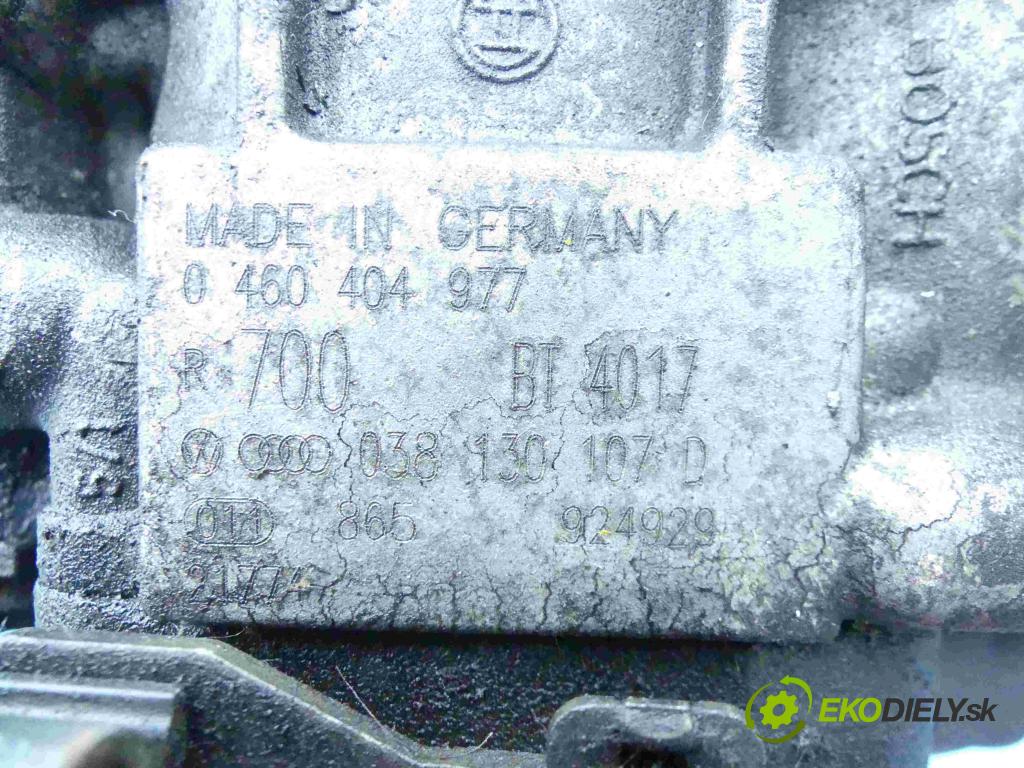 BOSCH
MADE IN GERMANY
0 460 404 977
R 700 BT 4017
038 130 107 D
011 865 924929
21774
EKODIELY.sk